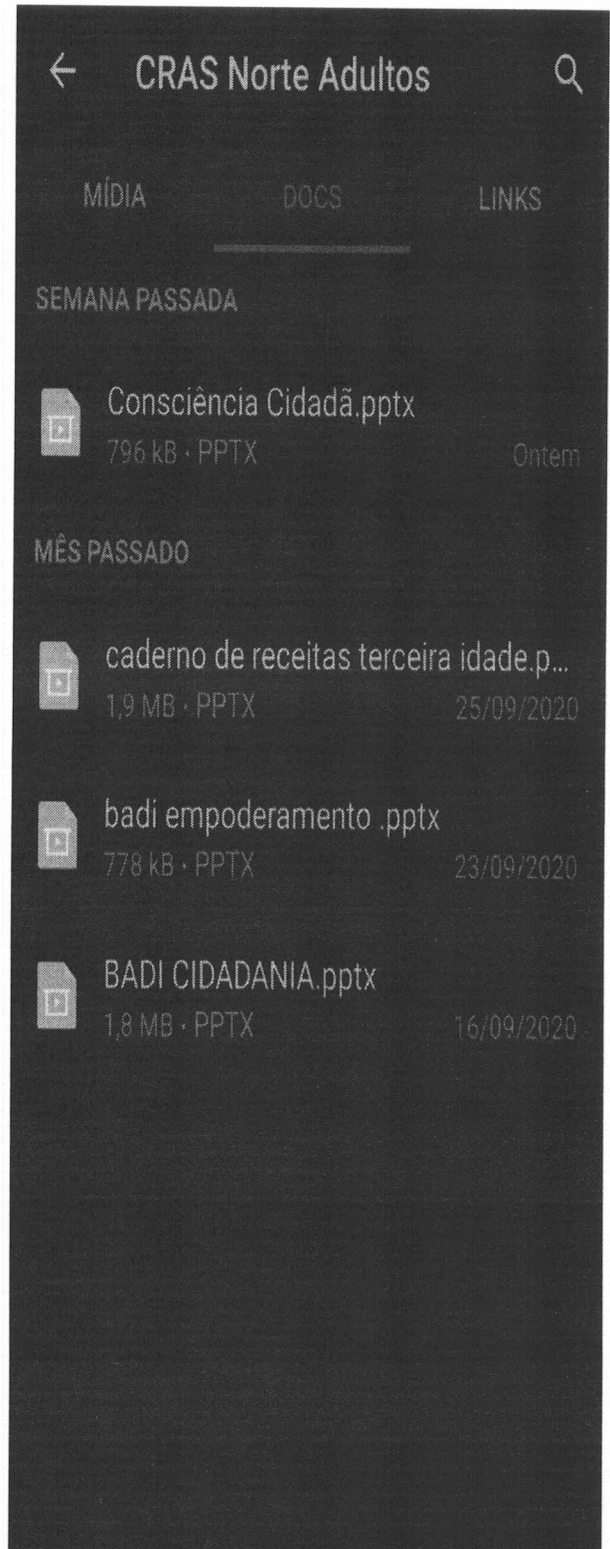 CRAS Norte Adultos
MÍDIA DOCS LINKS
SEMANA PASSADA
Consciência Cidadã.pptx
796 kB · PPTX Ontem
MÊS PASSADO
caderno de receitas terceira idade.p...
1,9 MB · PPTX 25/09/2020
badi empoderamento .pptx
778 kB · PPTX 23/09/2020
BADI CIDADANIA.pptx
1,8 MB · PPTX 16/09/2020